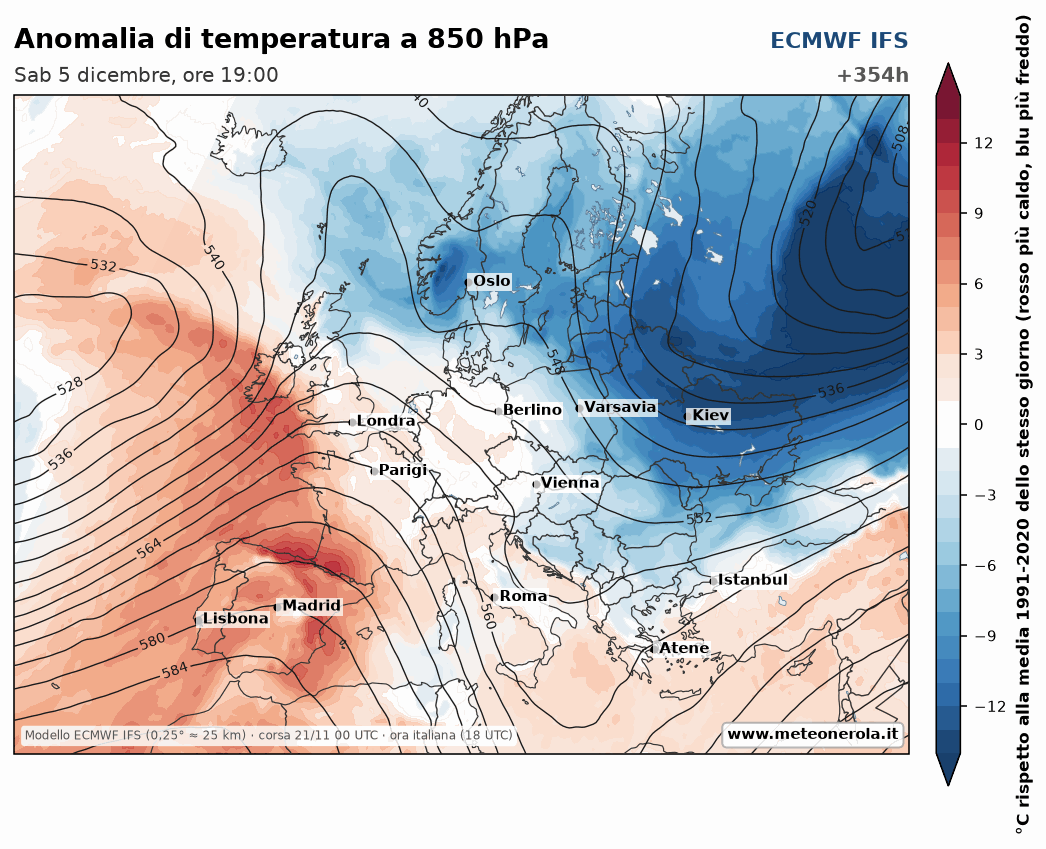 Anomalia di temperatura a 850 hPa
ECMWF IFS
Sab 5 dicembre, ore 19:00
+354h
40
508
520
5
540
532
528
536
548
536
Oslo
Londra
Berlino
Varsavia
Kiev
Parigi
Vienna
552
564
Istanbul
Roma
560
Madrid
Lisbona
580
584
Atene
Modello ECMWF IFS (0,25° ≈ 25 km) · corsa 21/11 00 UTC · ora italiana (18 UTC)
www.meteonerola.it
12
9
6
3
0
−3
−6
−9
−12
°C rispetto alla media 1991-2020 dello stesso giorno (rosso più caldo, blu più freddo)